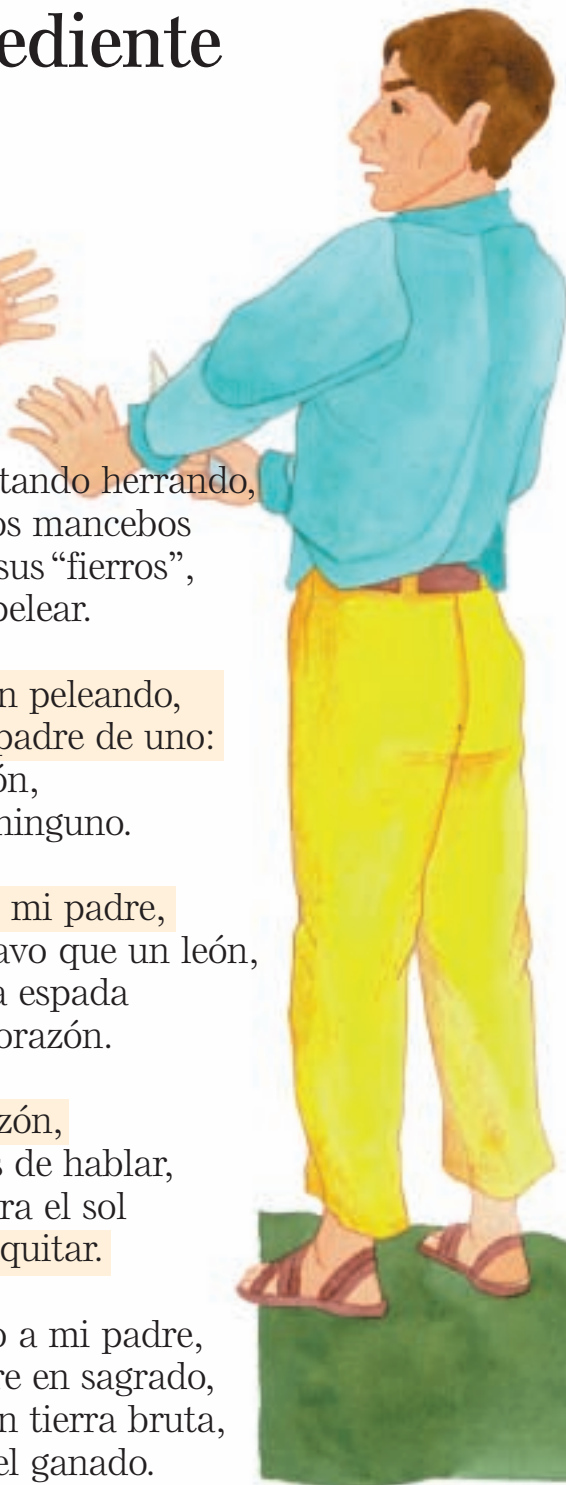 ediente
tando herrando,
os mancebos
sus “fierros”,
pelear.
n peleando,
padre de uno:
ón,
ninguno.
mi padre,
avo que un león,
a espada
orazón.
zón,
s de hablar,
ra el sol
quitar.
o a mi padre,
re en sagrado,
n tierra bruta,
el ganado.